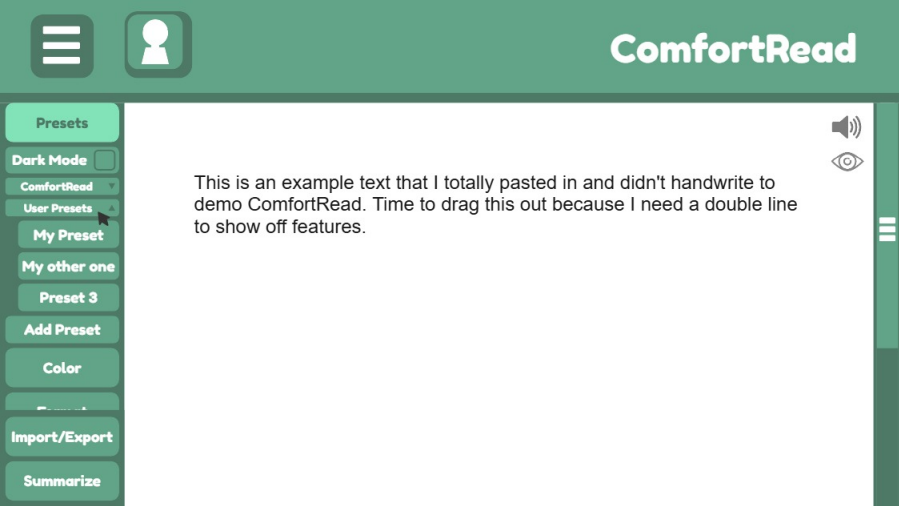 ComfortRead
Presets
Dark Mode
ComfortRead
User Presets
My Preset
My other one
Preset 3
Add Preset
Color
Import/Export
Summarize
This is an example text that I totally pasted in and didn't handwrite to
demo ComfortRead. Time to drag this out because I need a double line
to show off features.